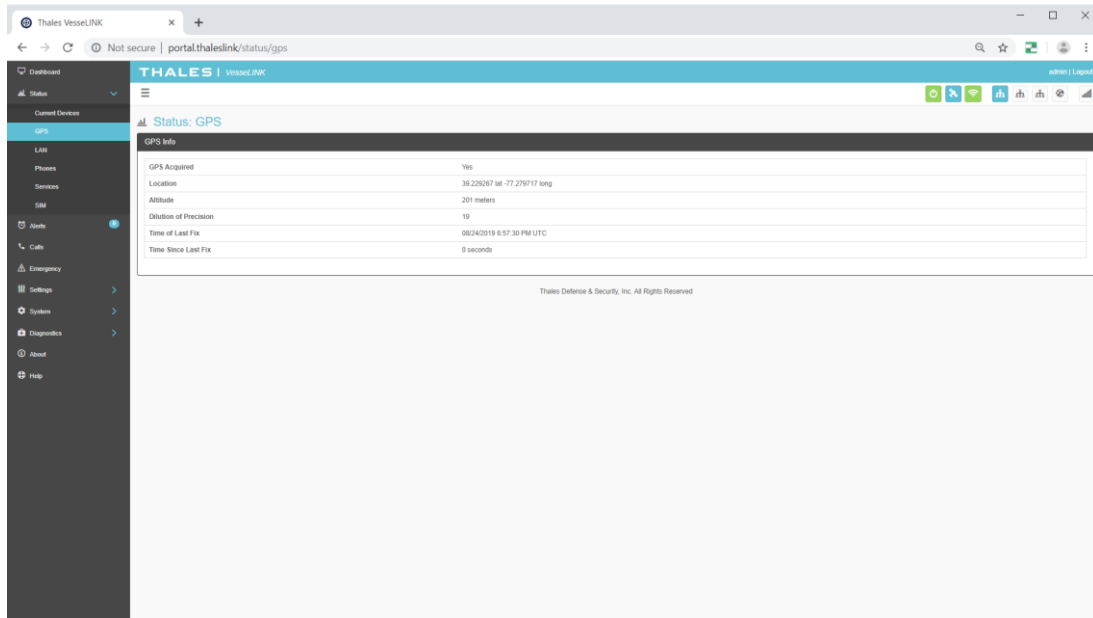 Thales VesseLINK
Not secure | portal.thaleslink/status/gps
Dashboard
THALES | VesseLINK
admin | Logout
Status
Current Devices
Status: GPS
GPS
GPS Info
LAN
Phones
GPS Acquired Yes
Services
Location 39.229267 lat -77.279717 long
SIM
Altitude 201 meters
Alerts
Dilution of Precision 19
Time of Last Fix 08/24/2019 6:57:30 PM UTC
Calls
Time Since Last Fix 0 seconds
Emergency
Settings
Thales Defense & Security, Inc. All Rights Reserved
System
Diagnostics
About
Help